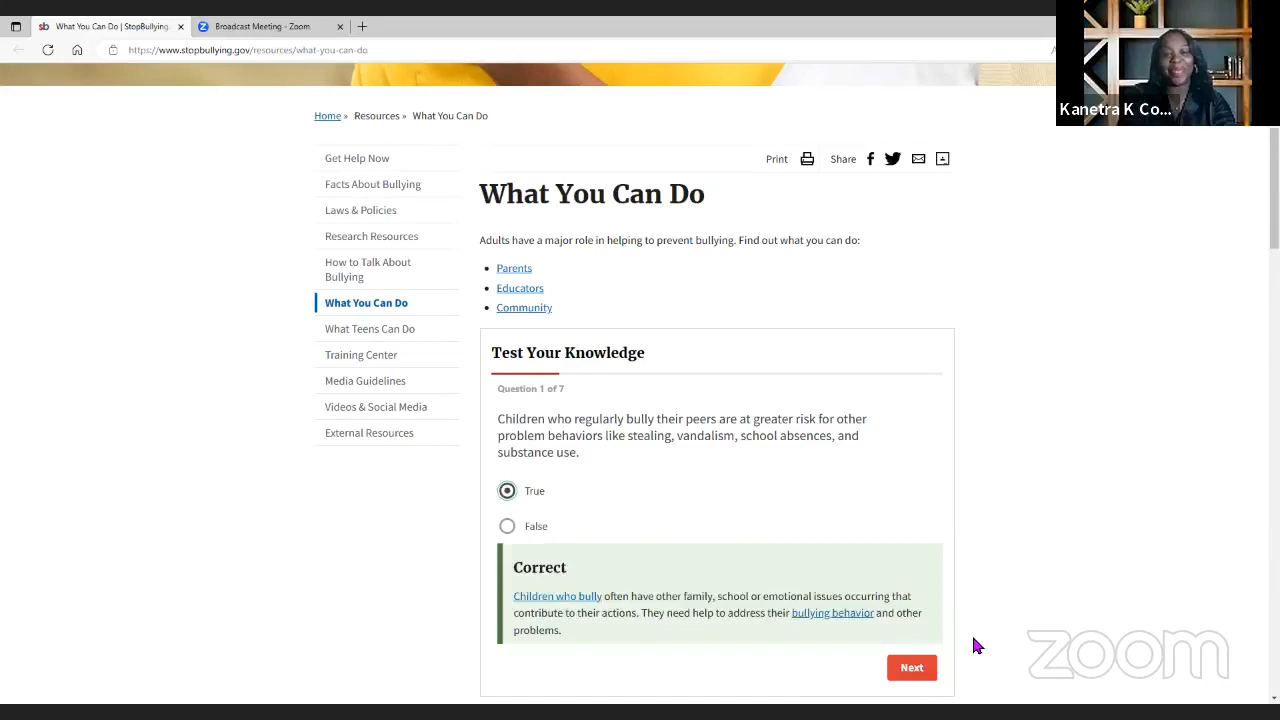 What You Can Do | StopBullying.
Broadcast Meeting - Zoom
https://www.stopbullying.gov/resources/what-you-can-do
Kanetra K Co...
Home » Resources » What You Can Do
Get Help Now
Facts About Bullying
Laws & Policies
Research Resources
How to Talk About
Bullying
What You Can Do
What Teens Can Do
Training Center
Media Guidelines
Videos & Social Media
External Resources
Print Share
What You Can Do
Adults have a major role in helping to prevent bullying. Find out what you can do:
• Parents
• Educators
• Community
Test Your Knowledge
Question 1 of 7
Children who regularly bully their peers are at greater risk for other
problem behaviors like stealing, vandalism, school absences, and
substance use.
True
False
Correct
Children who bully often have other family, school or emotional issues occurring that
contribute to their actions. They need help to address their bullying behavior and other
problems.
Next
zoom